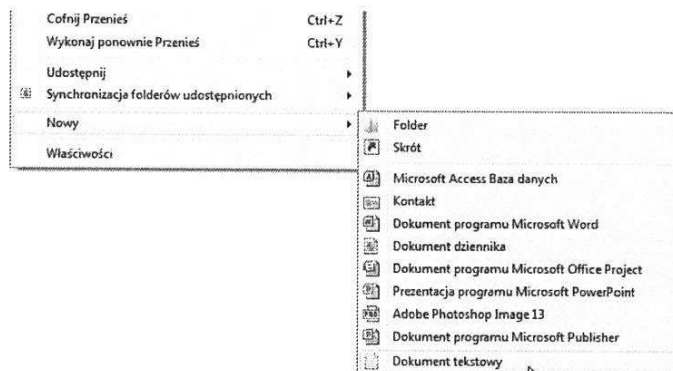 Cofnij Przenieś Ctrl+Z
Wykonaj ponownie Przenieś Ctrl+Y
Udostępnij
Synchronizacja folderów udostępnionych
Nowy
Właściwości
Folder
Skrót
Microsoft Access Baza danych
Kontakt
Dokument programu Microsoft Word
Dokument dziennika
Dokument programu Microsoft Office Project
Prezentacja programu Microsoft PowerPoint
Adobe Photoshop Image 13
Dokument programu Microsoft Publisher
Dokument tekstowy